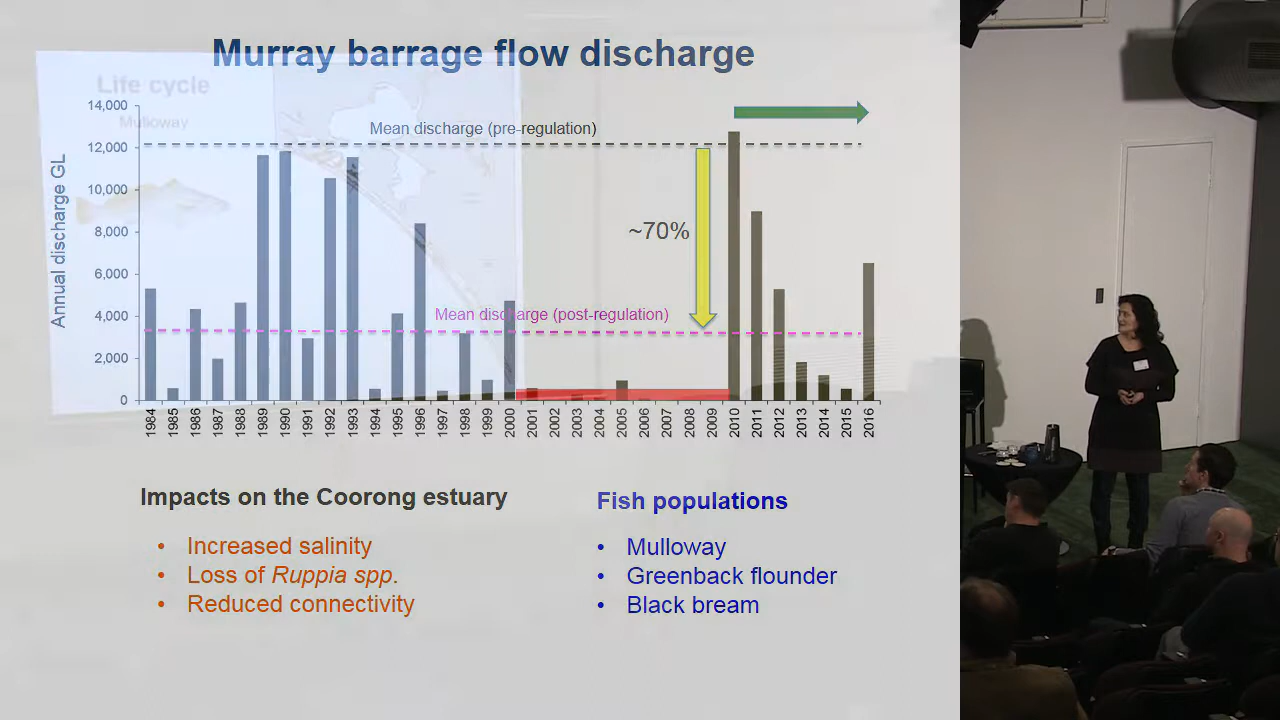 Murray barrage flow discharge
Life cycle
Mulloway
Annual discharge GL
14,000
12,000
10,000
8,000
6,000
4,000
2,000
0
Mean discharge (pre-regulation)
~70%
Mean discharge (post-regulation)
1984 1985 1986 1987 1988 1989 1990 1991 1992 1993 1994 1995 1996 1997 1998 1999 2000 2001 2002 2003 2004 2005 2006 2007 2008 2009 2010 2011 2012 2013 2014 2015 2016
Impacts on the Coorong estuary
• Increased salinity
• Loss of Ruppia spp.
• Reduced connectivity
Fish populations
• Mulloway
• Greenback flounder
• Black bream